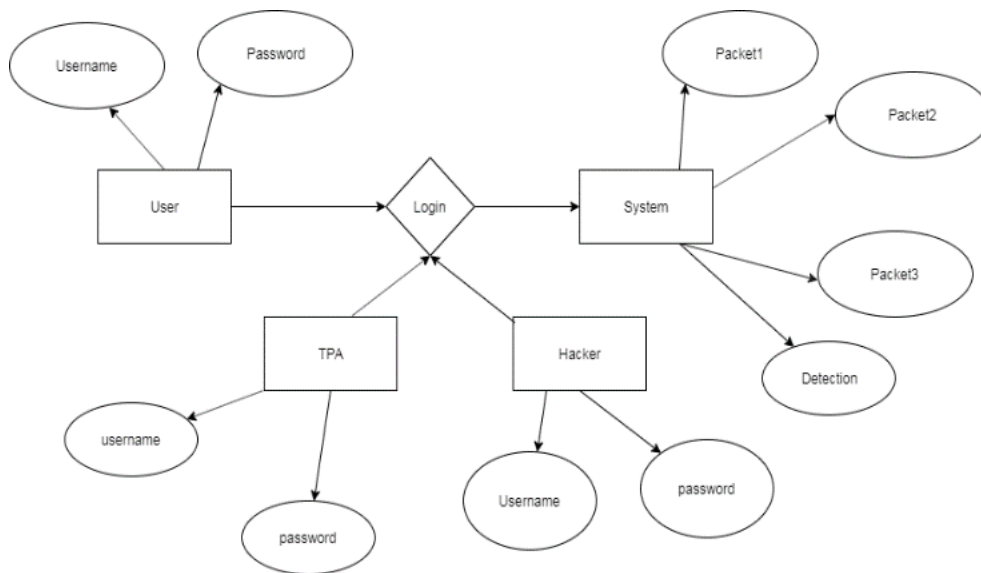 Username
Password
Packet1
Packet2
User
Login
System
Packet3
TPA
Hacker
Detection
username
password
Username
password